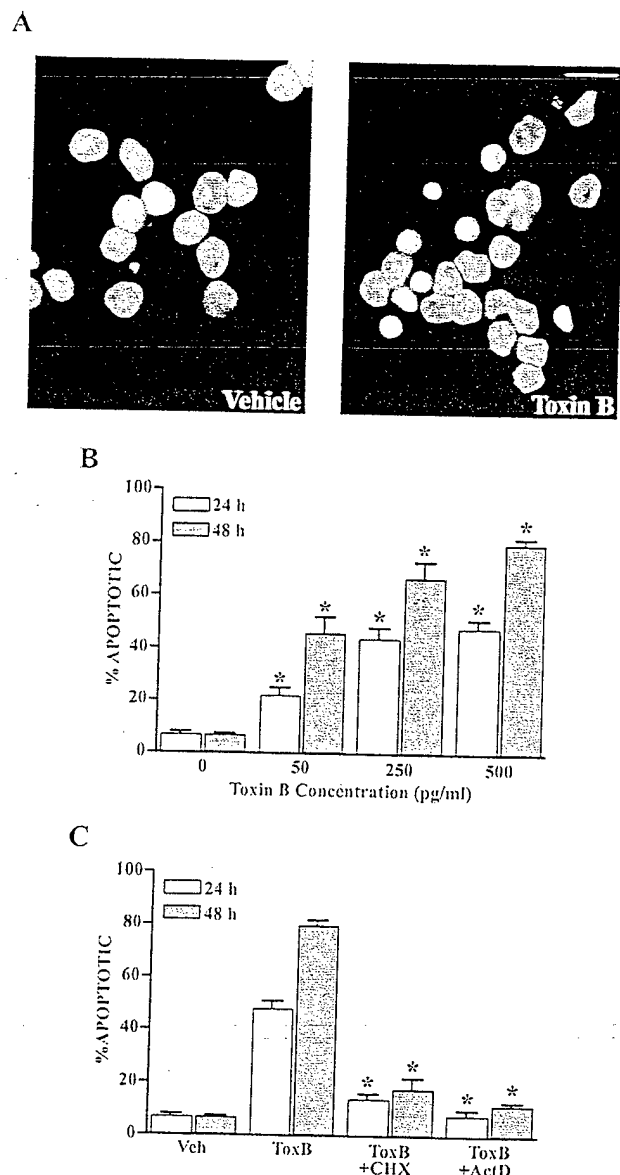 A
Vehicle
Toxin B
B
100
80
60
40
20
0
% APOPTOTIC
24 h
48 h
*
*
*
*
*
*
0
50
250
500
Toxin B Concentration (pg/ml)
C
100
80
60
40
20
0
%APOPTOTIC
24 h
48 h
*
*
*
*
Veh
ToxB
ToxB
+CHX
ToxB
+ActD